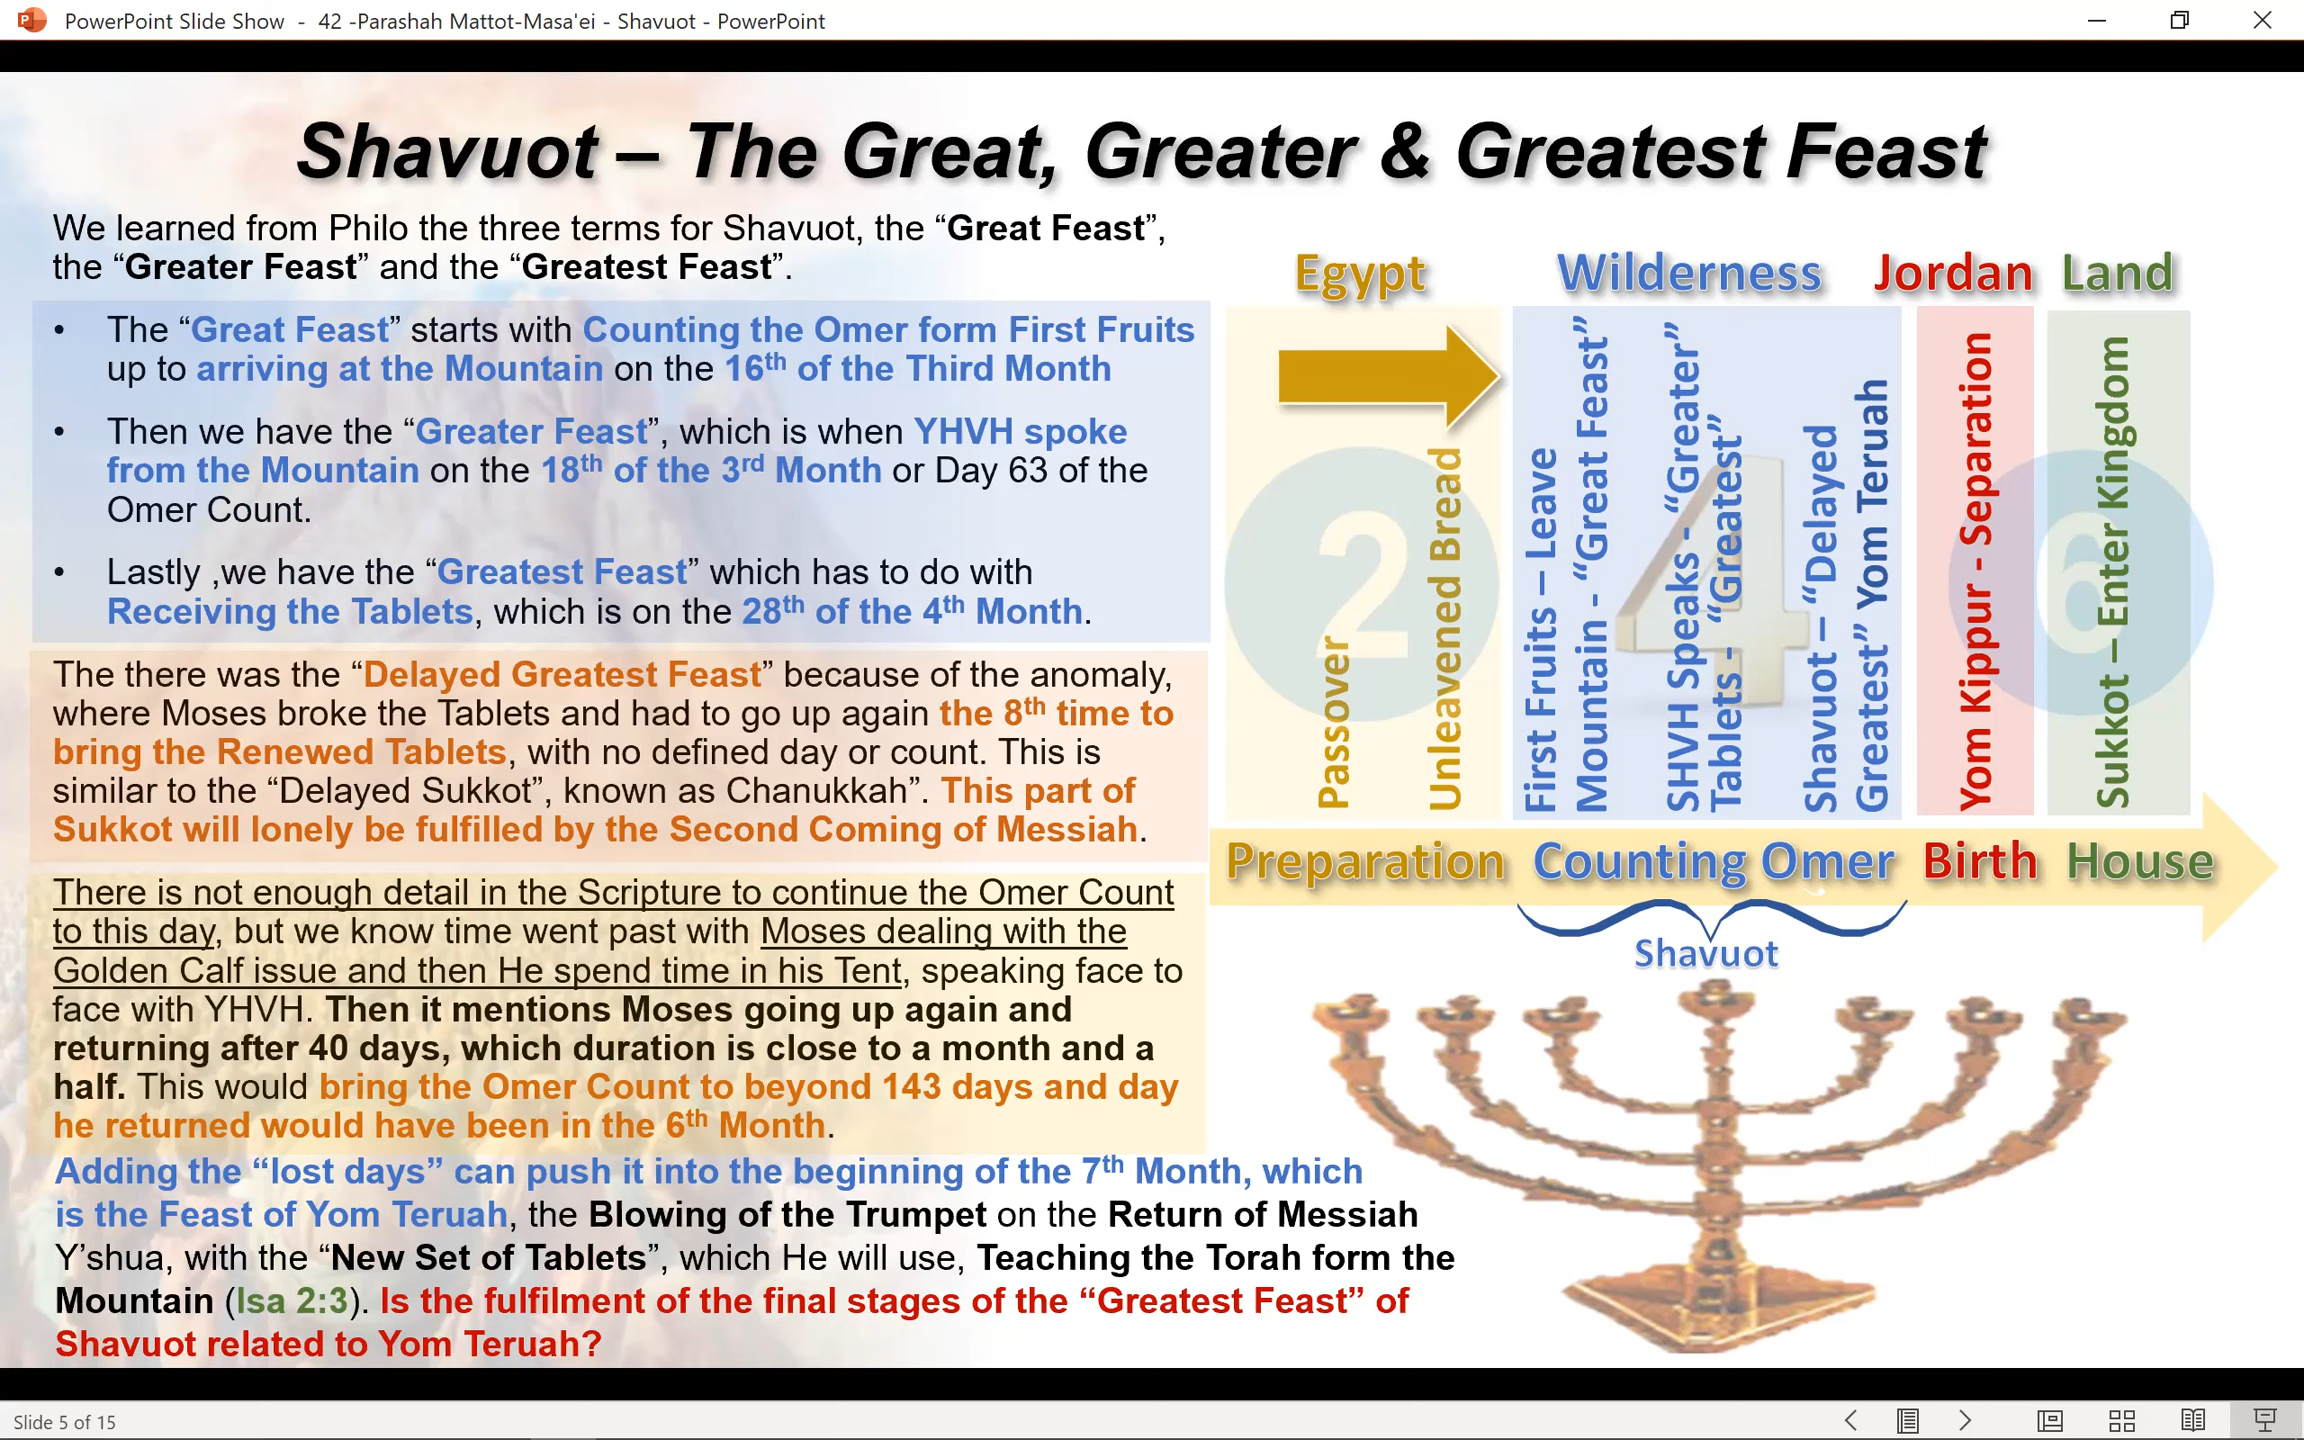 PowerPoint Slide Show - 42 -Parashah Mattot-Masa'ei - Shavuot - PowerPoint
Shavuot – The Great, Greater & Greatest Feast
We learned from Philo the three terms for Shavuot, the “Great Feast”,
the “Greater Feast” and the “Greatest Feast”.
• The “Great Feast” starts with Counting the Omer form First Fruits
up to arriving at the Mountain on the 16th of the Third Month
• Then we have the “Greater Feast”, which is when YHVH spoke
from the Mountain on the 18th of the 3rd Month or Day 63 of the
Omer Count.
• Lastly ,we have the “Greatest Feast” which has to do with
Receiving the Tablets, which is on the 28th of the 4th Month.
The there was the “Delayed Greatest Feast” because of the anomaly,
where Moses broke the Tablets and had to go up again the 8th time to
bring the Renewed Tablets, with no defined day or count. This is
similar to the “Delayed Sukkot”, known as Chanukkah”. This part of
Sukkot will lonely be fulfilled by the Second Coming of Messiah.
There is not enough detail in the Scripture to continue the Omer Count
to this day, but we know time went past with Moses dealing with the
Golden Calf issue and then He spend time in his Tent, speaking face to
face with YHVH. Then it mentions Moses going up again and
returning after 40 days, which duration is close to a month and a
half. This would bring the Omer Count to beyond 143 days and day
he returned would have been in the 6th Month.
Adding the “lost days” can push it into the beginning of the 7th Month, which
is the Feast of Yom Teruah, the Blowing of the Trumpet on the Return of Messiah
Y’shua, with the “New Set of Tablets”, which He will use, Teaching the Torah form the
Mountain (Isa 2:3). Is the fulfilment of the final stages of the “Greatest Feast” of
Shavuot related to Yom Teruah?
Egypt
Wilderness
Jordan
Land
2
4
6
Passover
Unleavened Bread
First Fruits – Leave
Mountain - “Great Feast”
SHVH Speaks - “Greater”
Tablets - “Greatest”
Shavuot – “Delayed
Greatest” Yom Teruah
Yom Kippur - Separation
Sukkot – Enter Kingdom
Preparation
Counting Omer
Birth
House
Shavuot
Slide 5 of 15